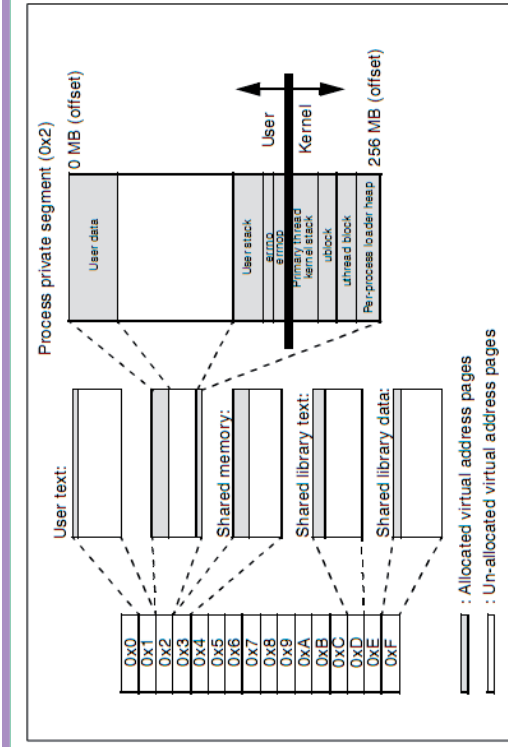 Process private segment (0x2)
0 MB (offset)
User data
User stack
errno
errnop
User
Kernel
Primary thread
kernel stack
ublock
uthread block
Per-process loader heap
256 MB (offset)
User text:
Shared memory:
Shared library text:
Shared library data:
0x0
0x1
0x2
0x3
0x4
0x5
0x6
0x7
0x8
0x9
0xA
0xB
0xC
0xD
0xE
0xF
: Allocated virtual address pages
: Un-allocated virtual address pages